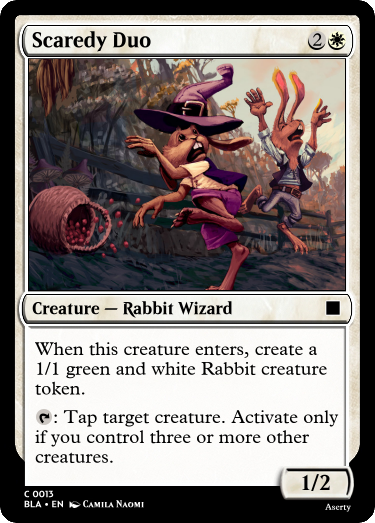 Scaredy Duo 2
Creature — Rabbit Wizard
When this creature enters, create a
1/1 green and white Rabbit creature
token.
: Tap target creature. Activate only
if you control three or more other
creatures.
1/2
C 0013
BLA • EN Camila Naomi
Aserty